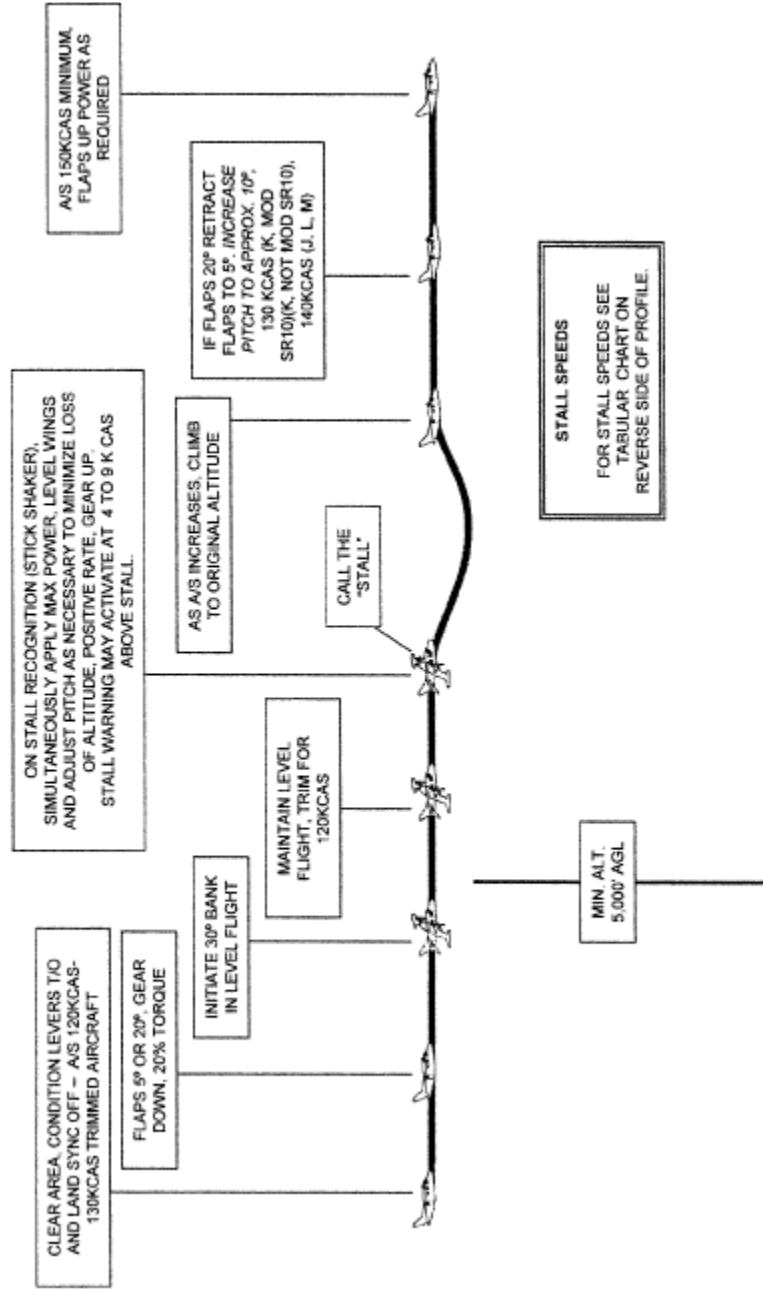 CLEAR AREA, CONDITION LEVERS T/O
AND LAND SYNC OFF – A/S 120KCAS-
130KCAS TRIMMED AIRCRAFT
FLAPS 5º OR 20º, GEAR
DOWN, 20% TORQUE
INITIATE 30º BANK
IN LEVEL FLIGHT
MAINTAIN LEVEL
FLIGHT, TRIM FOR
120KCAS
ON STALL RECOGNITION (STICK SHAKER),
SIMULTANEOUSLY APPLY MAX POWER, LEVEL WINGS
AND ADJUST PITCH AS NECESSARY TO MINIMIZE LOSS
OF ALTITUDE, POSITIVE RATE, GEAR UP.
STALL WARNING MAY ACTIVATE AT 4 TO 9 K CAS
ABOVE STALL.
CALL THE
"STALL"
AS A/S INCREASES, CLIMB
TO ORIGINAL ALTITUDE
IF FLAPS 20º RETRACT
FLAPS TO 5º. INCREASE
PITCH TO APPROX. 10º,
130 KCAS (K, MOD
SR10)(K, NOT MOD SR10),
140KCAS (J, L, M)
A/S 150KCAS MINIMUM,
FLAPS UP POWER AS
REQUIRED
MIN. ALT.
5,000' AGL
STALL SPEEDS
FOR STALL SPEEDS SEE
TABULAR CHART ON
REVERSE SIDE OF PROFILE.